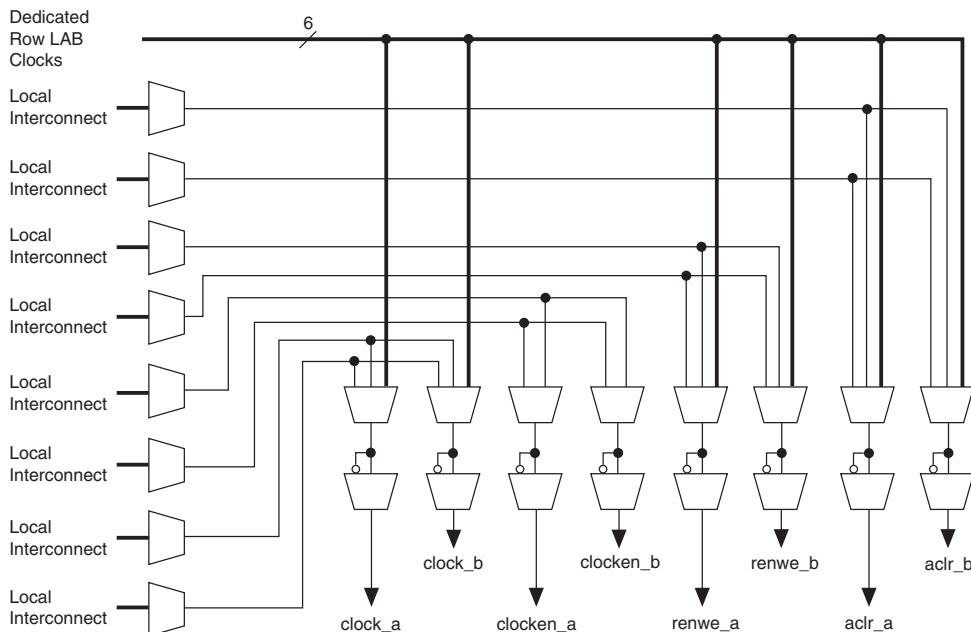 Dedicated
Row LAB
Clocks
6
Local
Interconnect
Local
Interconnect
Local
Interconnect
Local
Interconnect
Local
Interconnect
Local
Interconnect
Local
Interconnect
Local
Interconnect
clock_b
clocken_b
renwe_b
aclr_b
clock_a
clocken_a
renwe_a
aclr_a